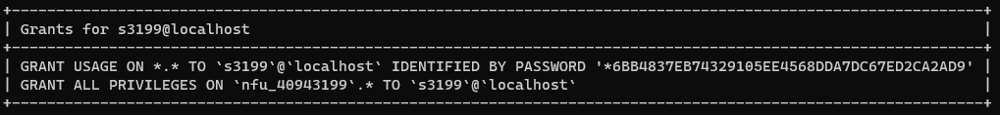 Grants for s3199@localhost
GRANT USAGE ON *.* TO `s3199`@`localhost` IDENTIFIED BY PASSWORD '*6BB4837EB74329105EE4568DDA7DC67ED2CA2AD9'
GRANT ALL PRIVILEGES ON `nfu_40943199`.* TO `s3199`@`localhost`